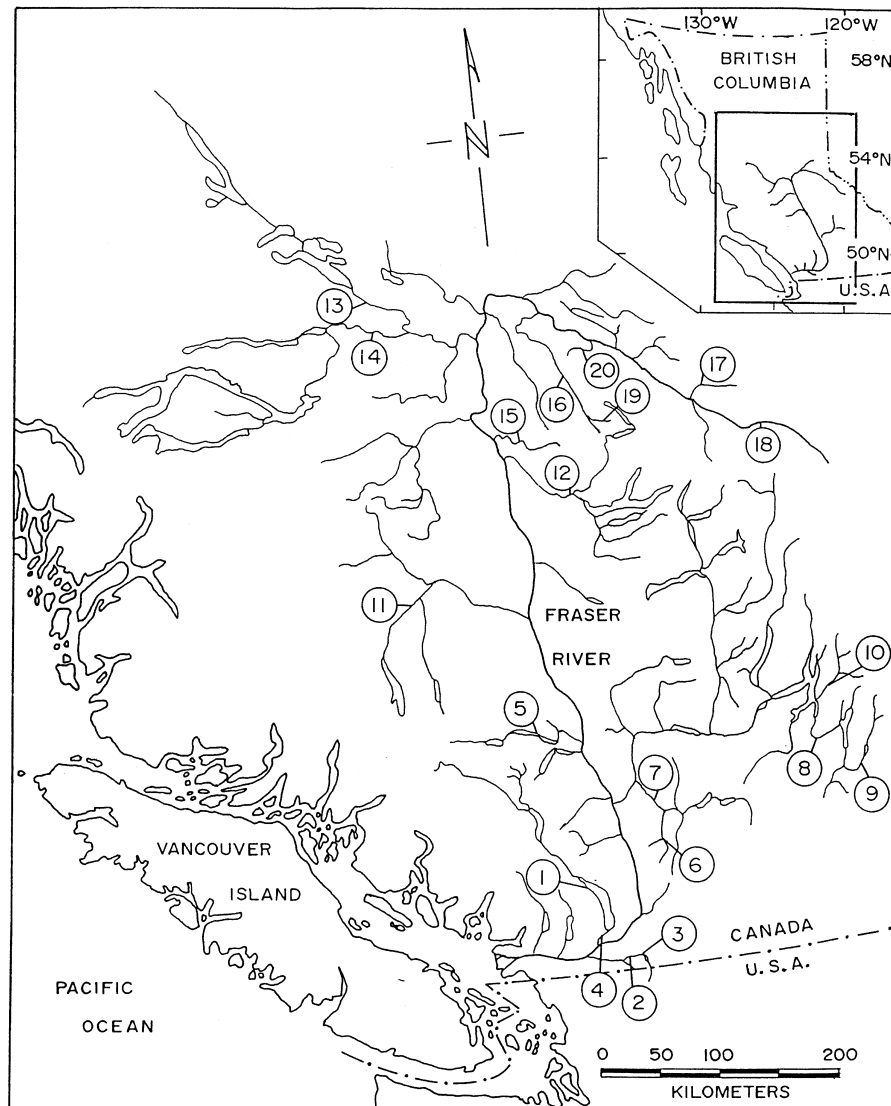 130°W
120°W
BRITISH
COLUMBIA
58°N
54°N
50°N
U.S.A
N
13
14
17
20
16
19
15
18
12
11
FRASER
RIVER
10
5
7
8
9
6
VANCOUVER
ISLAND
1
3
CANADA
U.S.A.
4
2
PACIFIC
OCEAN
0 50 100 200
KILOMETERS